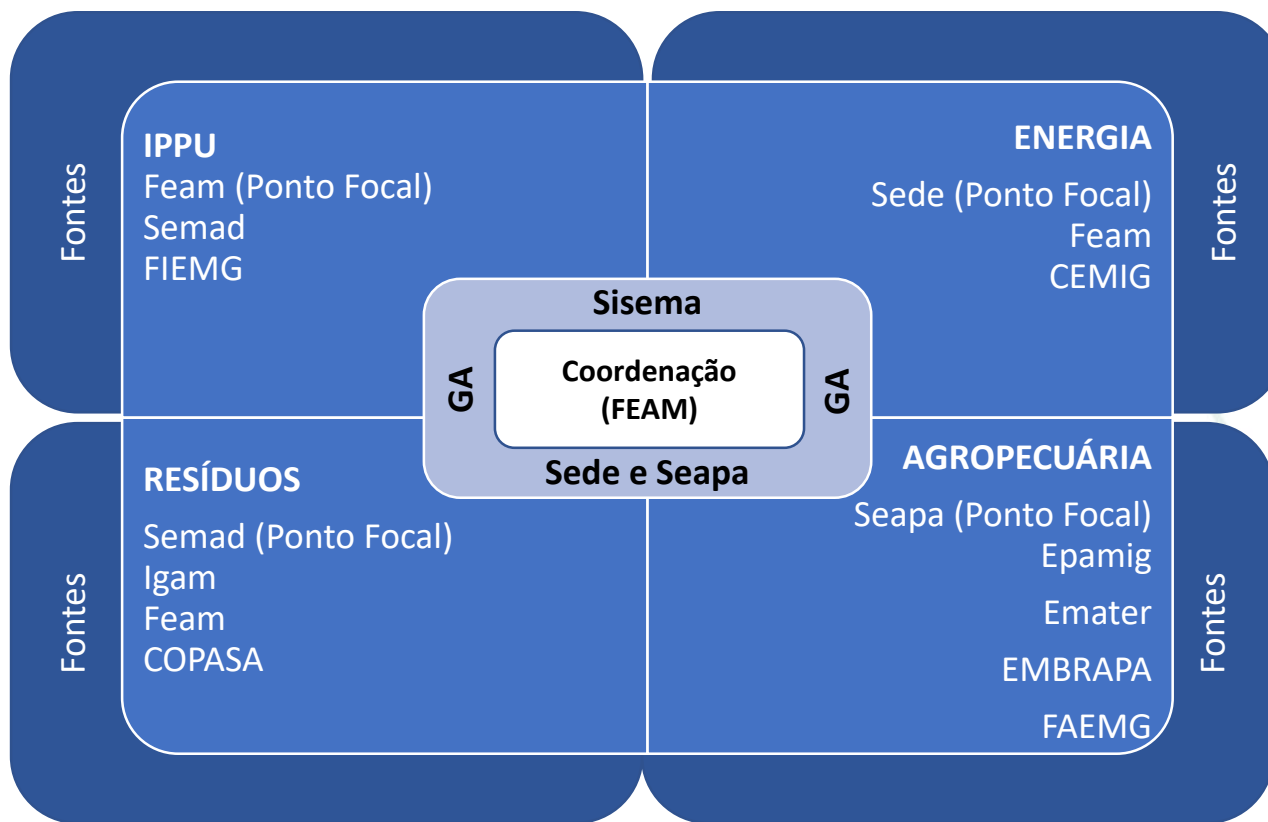 Fontes
IPPU
Feam (Ponto Focal)
Semad
FIEMG
ENERGIA
Sede (Ponto Focal)
Feam
CEMIG
Fontes
Sisema
GA
Coordenação
(FEAM)
GA
Sede e Seapa
Fontes
RESÍDUOS
Semad (Ponto Focal)
Igam
Feam
COPASA
AGROPECUÁRIA
Seapa (Ponto Focal)
Epamig
Emater
EMBRAPA
FAEMG
Fontes